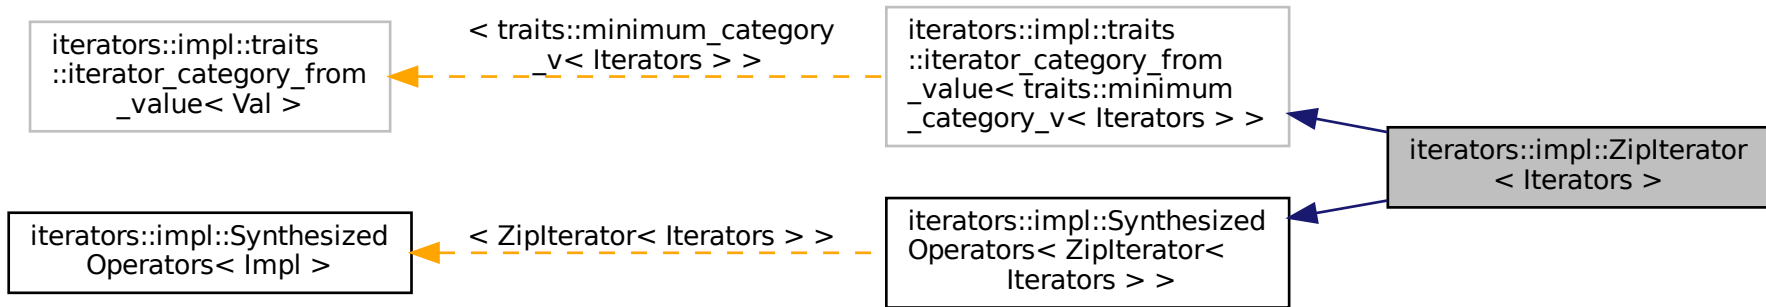 iterators::impl::traits
::iterator_category_from
_value< Val >
< traits::minimum_category
_v< Iterators > >
iterators::impl::traits
::iterator_category_from
_value< traits::minimum
_category_v< Iterators > >
iterators::impl::ZipIterator
< Iterators >
iterators::impl::Synthesized
Operators< Impl >
< ZipIterator< Iterators > >
iterators::impl::Synthesized
Operators< ZipIterator<
Iterators > >